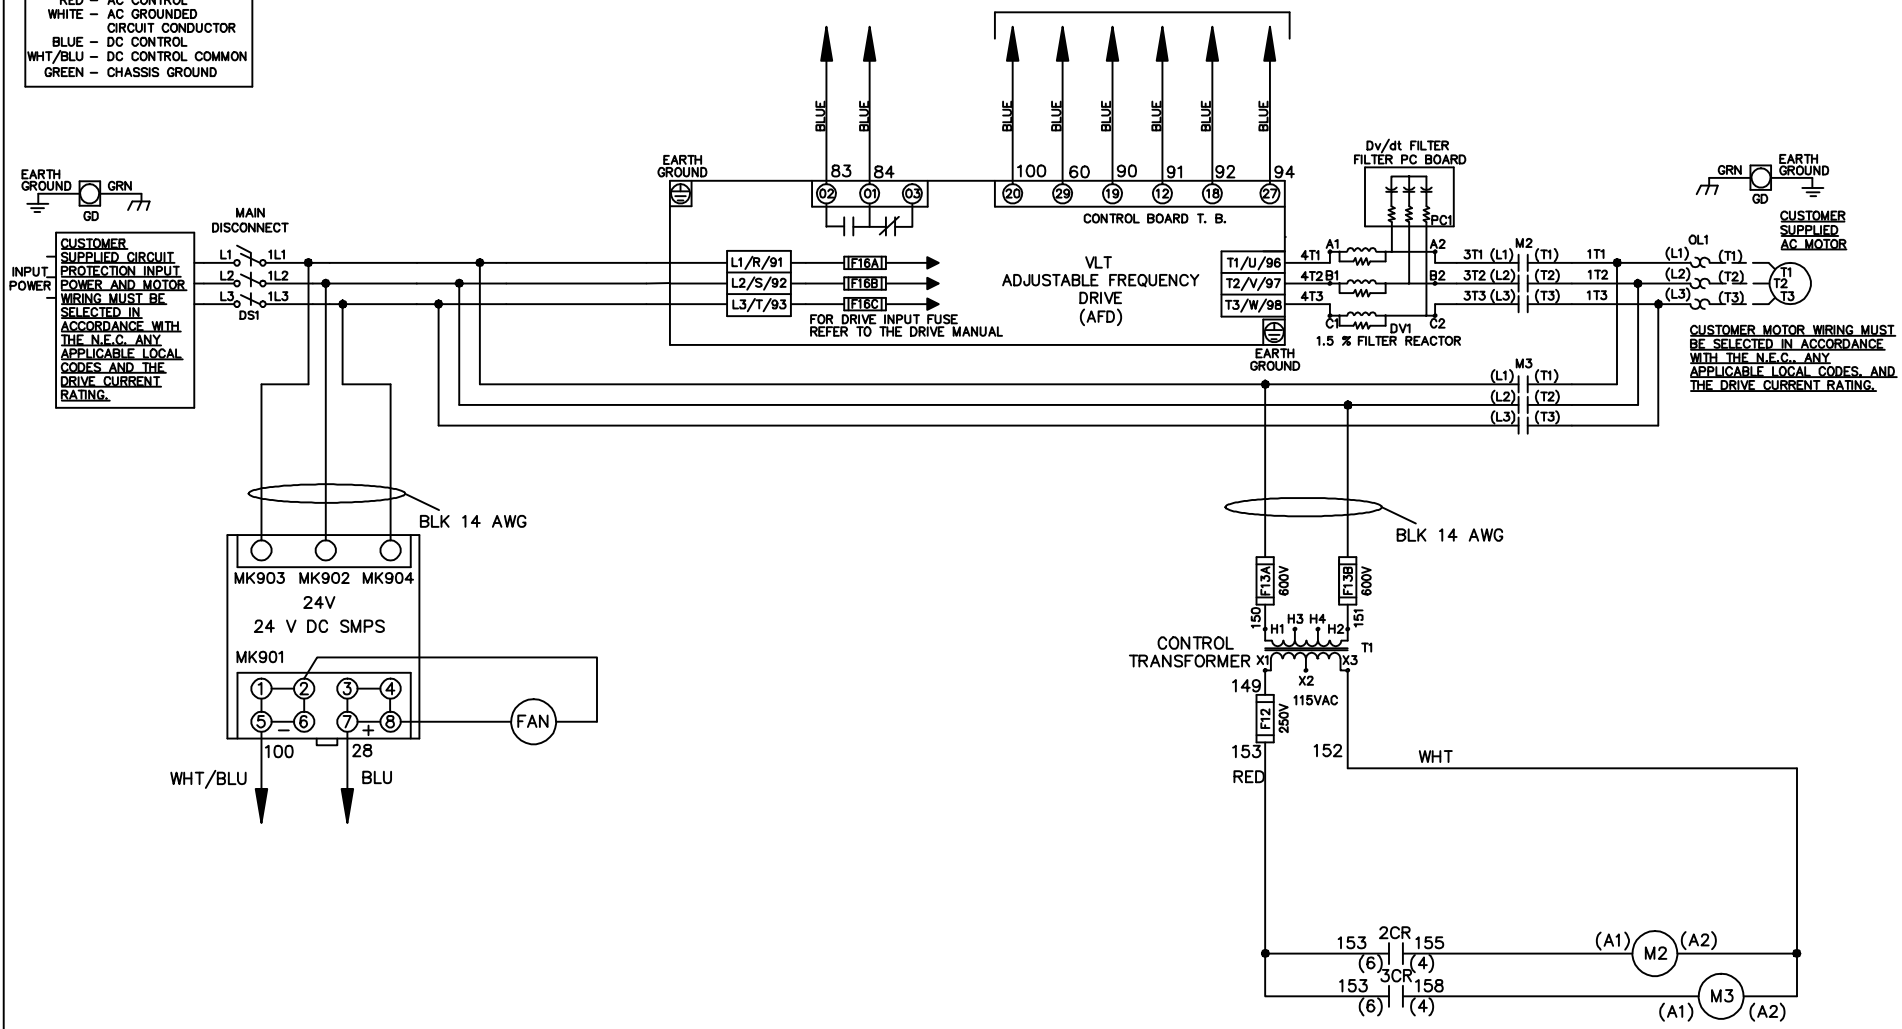 RED – AC CONTROL
WHITE – AC GROUNDED
CIRCUIT CONDUCTOR
BLUE – DC CONTROL
WHT/BLU – DC CONTROL COMMON
GREEN – CHASSIS GROUND
BLUE
BLUE
BLUE
BLUE
BLUE
BLUE
BLUE
BLUE
EARTH
GROUND
GRN
GD
MAIN
DISCONNECT
INPUT
POWER
CUSTOMER
SUPPLIED CIRCUIT
PROTECTION INPUT
POWER AND MOTOR
WIRING MUST BE
SELECTED IN
ACCORDANCE WITH
THE N.E.C. ANY
APPLICABLE LOCAL
CODES AND THE
DRIVE CURRENT
RATING.
L1 1L1
L2 1L2
L3 1L3
DS1
EARTH
GROUND
83 84
02 01 03
100 60 90 91 92 94
20 29 19 12 18 27
CONTROL BOARD T. B.
L1/R/91
L2/S/92
L3/T/93
F16A
F16B
F16C
FOR DRIVE INPUT FUSE
REFER TO THE DRIVE MANUAL
VLT
ADJUSTABLE FREQUENCY
DRIVE
(AFD)
T1/U/96
T2/V/97
T3/W/98
EARTH
GROUND
Dv/dt FILTER
FILTER PC BOARD
PC1
4T1 A1 A2
4T2 B1 B2
4T3 C1 C2
DV1
1.5 % FILTER REACTOR
M2
3T1 (L1) (T1) 1T1
3T2 (L2) (T2) 1T2
3T3 (L3) (T3) 1T3
OL1
(L1) (T1)
(L2) (T2)
(L3) (T3)
T1
T2
T3
GRN
GD
EARTH
GROUND
CUSTOMER
SUPPLIED
AC MOTOR
CUSTOMER MOTOR WIRING MUST
BE SELECTED IN ACCORDANCE
WITH THE N.E.C., ANY
APPLICABLE LOCAL CODES, AND
THE DRIVE CURRENT RATING.
M3
(L1) (T1)
(L2) (T2)
(L3) (T3)
BLK 14 AWG
MK903 MK902 MK904
24V
24 V DC SMPS
MK901
1 2 3 4
5 – 6 7 + 8
FAN
100 28
WHT/BLU BLU
BLK 14 AWG
F13A
600V
F13B
600V
150
151
H1 H3 H4 H2
T1
CONTROL
TRANSFORMER
X1 X3
X2
149
115VAC
F12
250V
153 152
RED
WHT
2CR
153 155
(6) (4)
(A1) M2 (A2)
3CR
153 158
(6) (4)
(A1) M3 (A2)